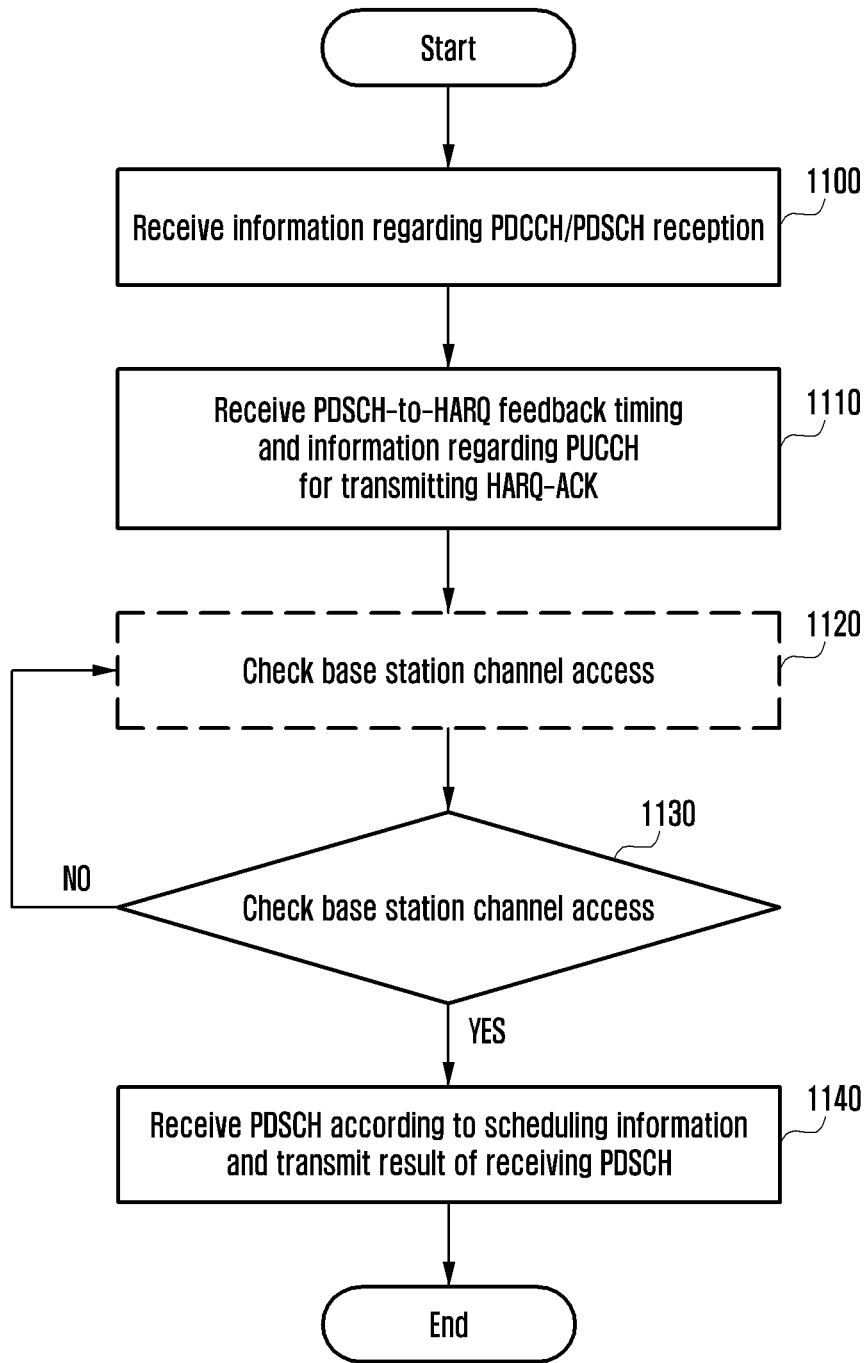 Start
1100
Receive information regarding PDCCH/PDSCH reception
1110
Receive PDSCH-to-HARQ feedback timing
and information regarding PUCCH
for transmitting HARQ-ACK
1120
Check base station channel access
1130
NO
Check base station channel access
YES
1140
Receive PDSCH according to scheduling information
and transmit result of receiving PDSCH
End